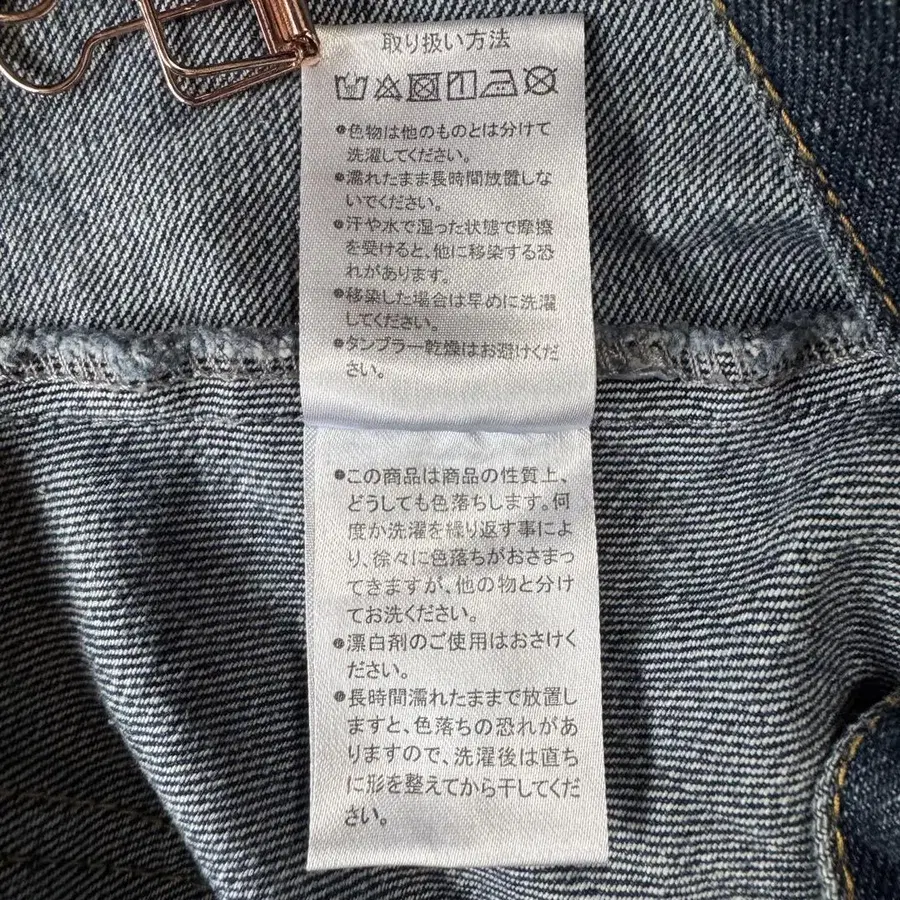 取り扱い方法
●色物は他のものとは分けて
洗濯してください。
●濡れたまま長時間放置しな
いでください。
●汗や水で湿った状態で摩擦
を受けると、他に移染する恐
れがあります。
●移染した場合は早めに洗濯
してください。
●タンブラー乾燥はお避けくだ
さい。
●この商品は商品の性質上、
どうしても色落ちします。何
度か洗濯を繰り返す事によ
り、徐々に色落ちがおさまっ
てきますが、他の物と分け
てお洗ください。
●漂白剤のご使用はおさけく
ださい。
●長時間濡れたままで放置し
ますと、色落ちの恐れがあ
りますので、洗濯後は直ち
に形を整えてから干してくだ
さい。